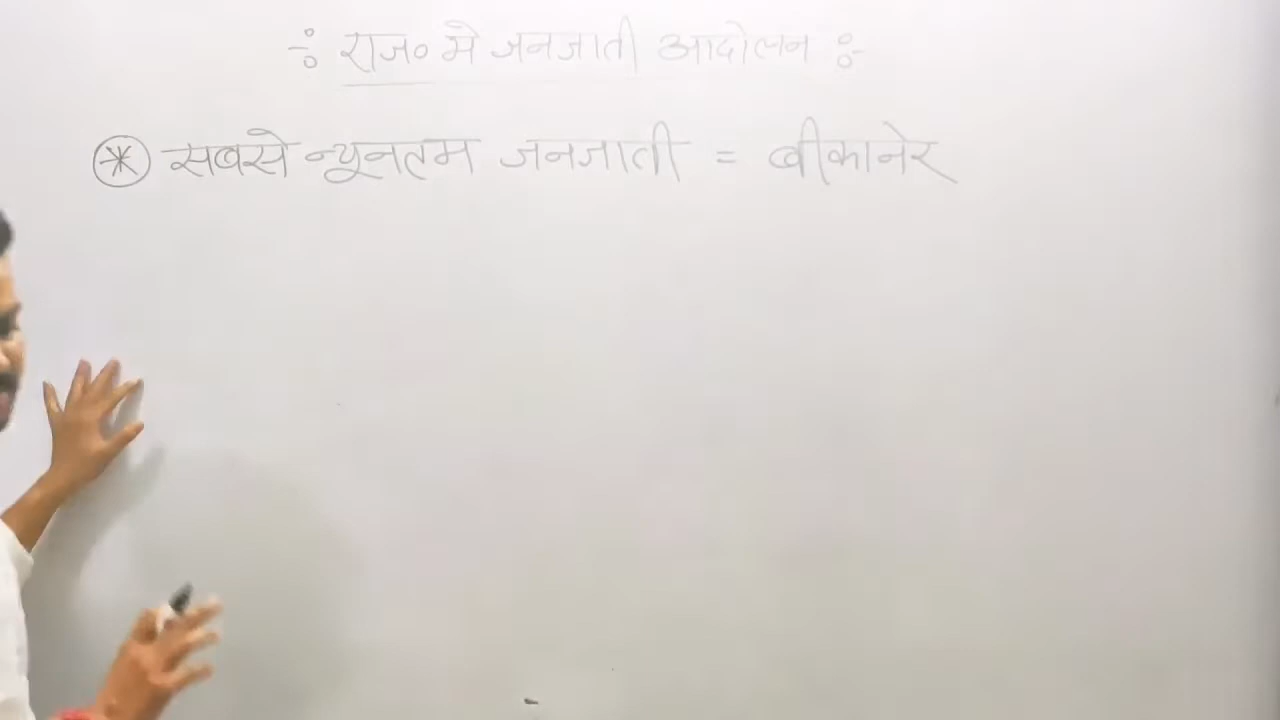 ÷ राज० मे जनजाती आदोलन ÷
* सबसे न्यूनतम जनजाती = बीकानेर